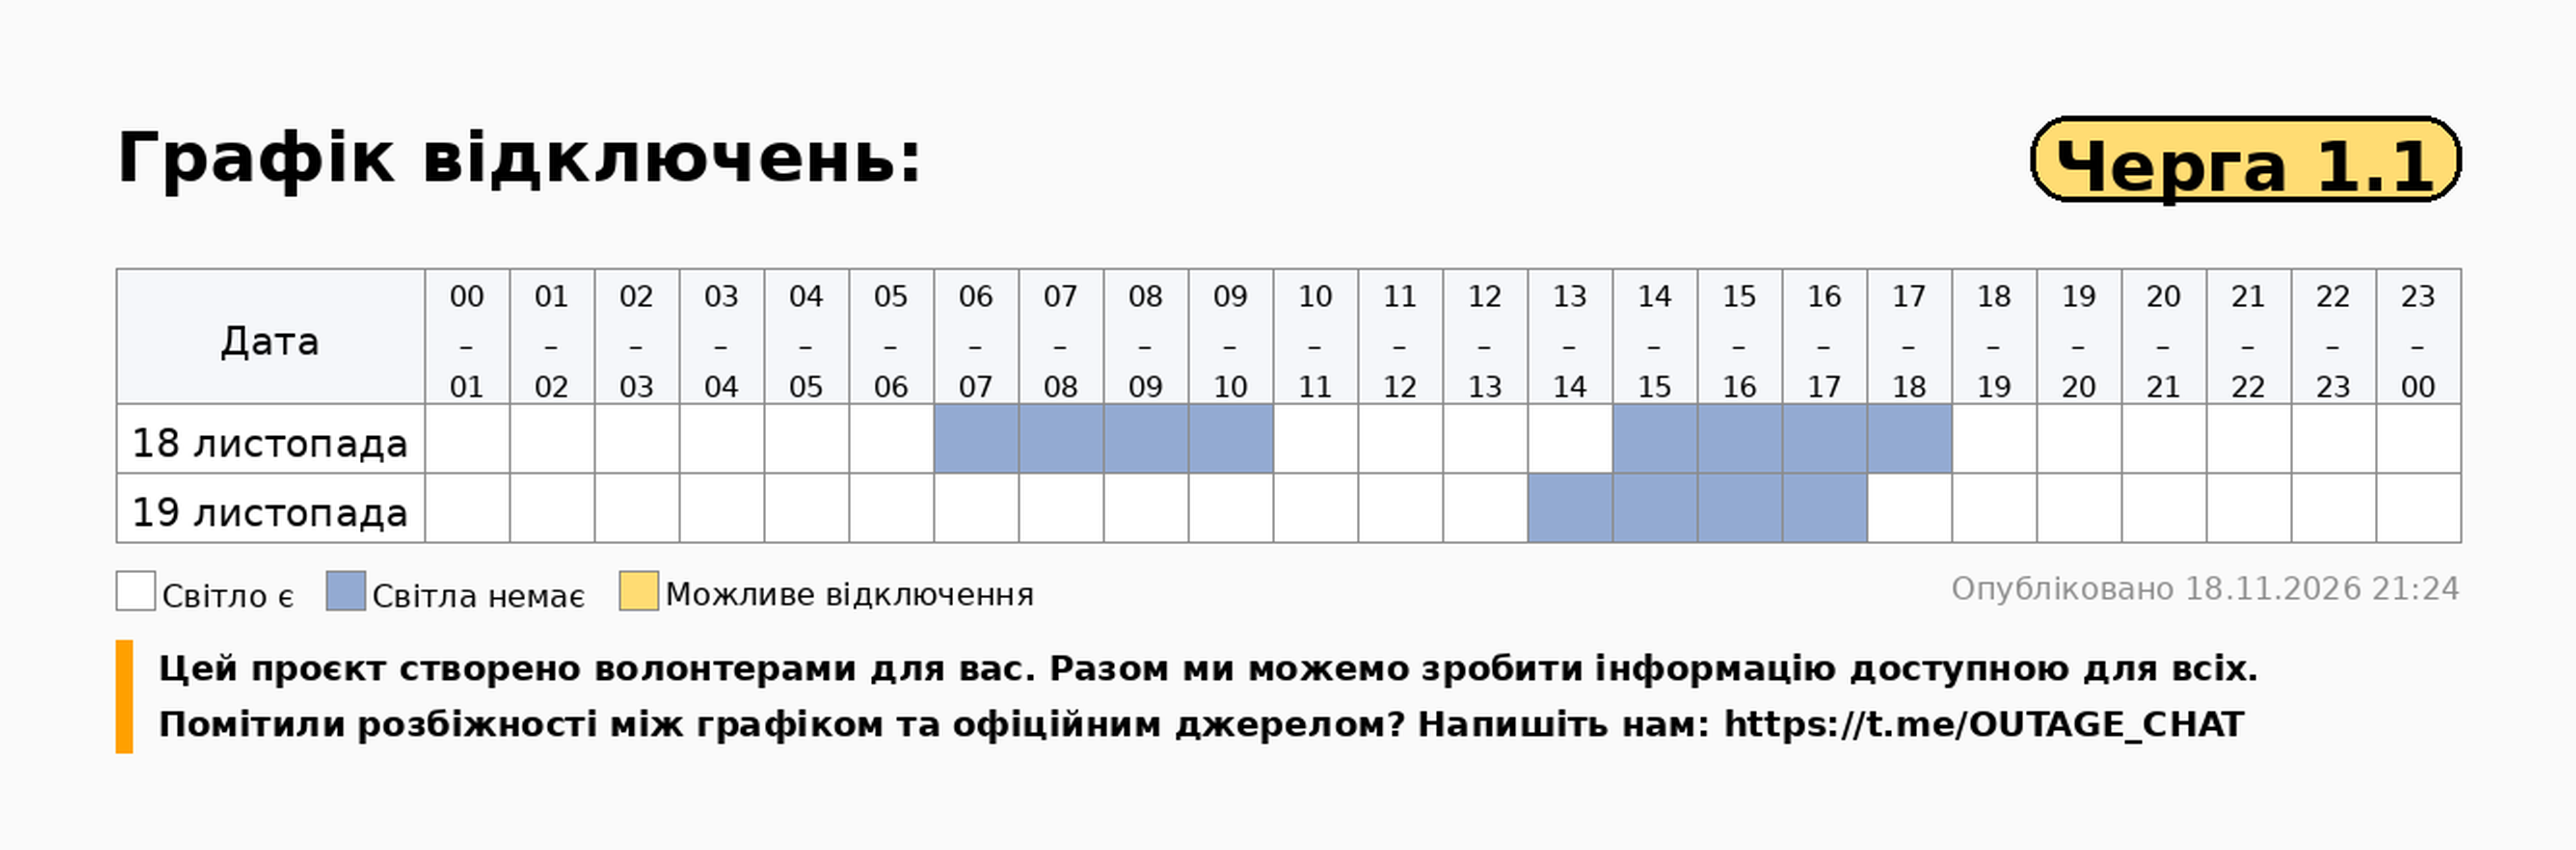 Графік відключень:
Черга 1.1
Дата
00 – 01
01 – 02
02 – 03
03 – 04
04 – 05
05 – 06
06 – 07
07 – 08
08 – 09
09 – 10
10 – 11
11 – 12
12 – 13
13 – 14
14 – 15
15 – 16
16 – 17
17 – 18
18 – 19
19 – 20
20 – 21
21 – 22
22 – 23
23 – 00
18 листопада
19 листопада
Світло є
Світла немає
Можливе відключення
Опубліковано 18.11.2026 21:24
Цей проєкт створено волонтерами для вас. Разом ми можемо зробити інформацію доступною для всіх.
Помітили розбіжності між графіком та офіційним джерелом? Напишіть нам: https://t.me/OUTAGE_CHAT